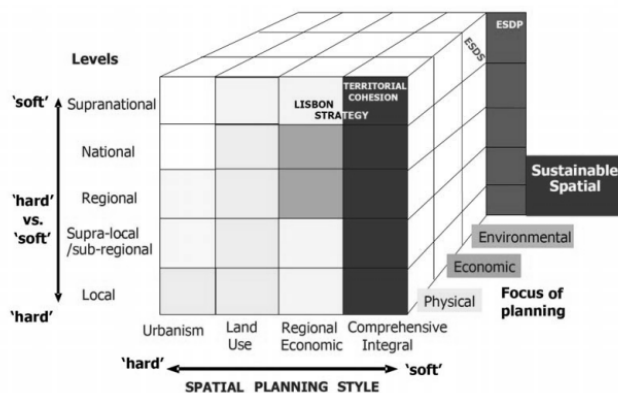 ESDP
ESDS
Levels
TERRITORIAL
COHESION
'soft'
Supranational
LISBON
STRATEGY
National
Sustainable
Spatial
'hard'
vs.
'soft'
Regional
Supra-local
/sub-regional
Environmental
Economic
Local
Physical
Focus of
planning
'hard'
Urbanism
Land
Use
Regional
Economic
Comprehensive
Integral
'hard'
'soft'
SPATIAL PLANNING STYLE